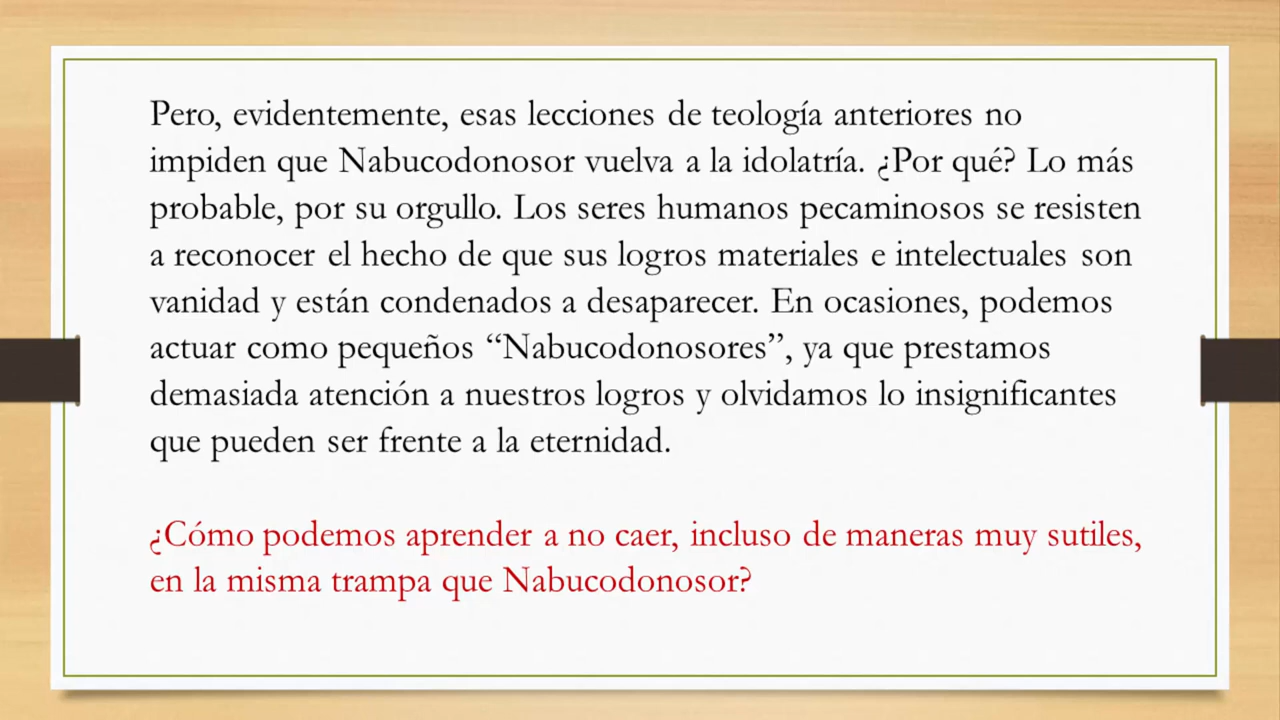 Pero, evidentemente, esas lecciones de teología anteriores no
impiden que Nabucodonosor vuelva a la idolatría. ¿Por qué? Lo más
probable, por su orgullo. Los seres humanos pecaminosos se resisten
a reconocer el hecho de que sus logros materiales e intelectuales son
vanidad y están condenados a desaparecer. En ocasiones, podemos
actuar como pequeños “Nabucodonosores”, ya que prestamos
demasiada atención a nuestros logros y olvidamos lo insignificantes
que pueden ser frente a la eternidad.
¿Cómo podemos aprender a no caer, incluso de maneras muy sutiles,
en la misma trampa que Nabucodonosor?